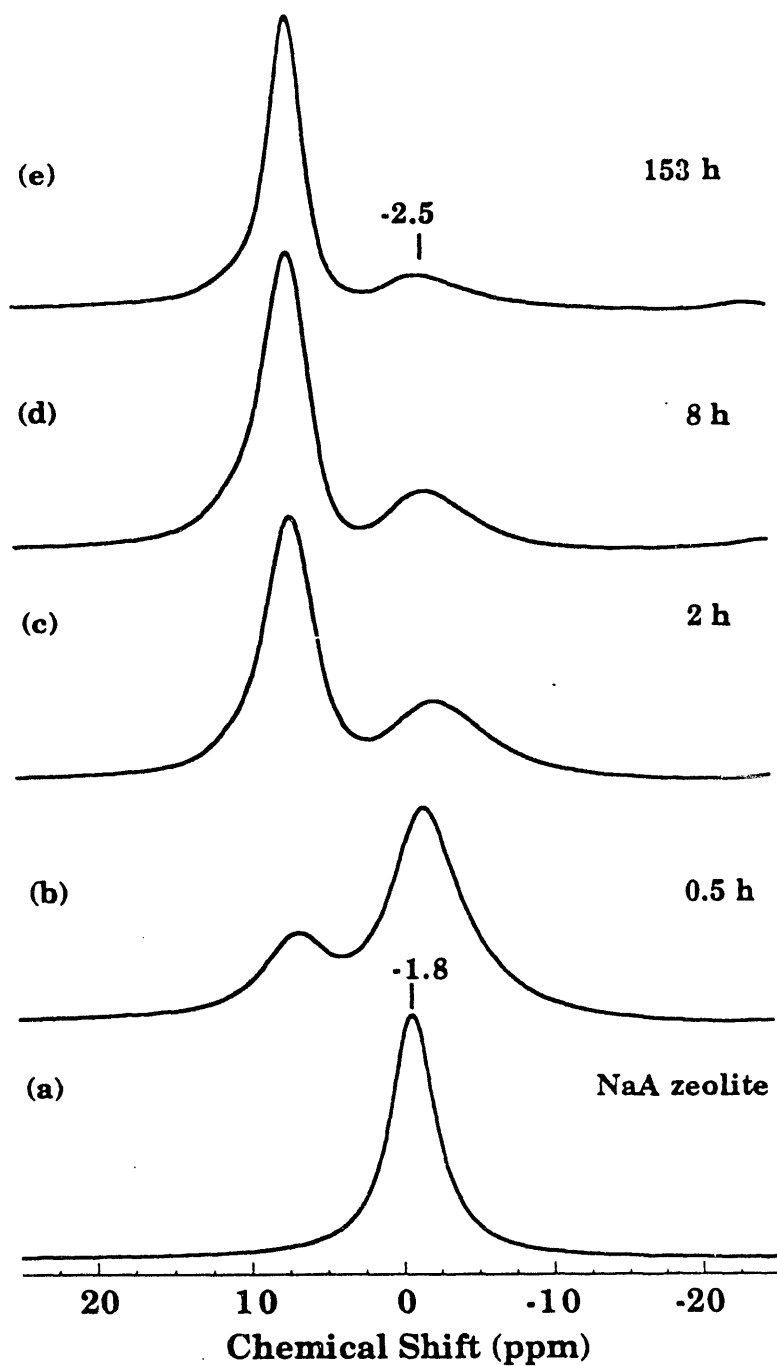 (e)
153 h
-2.5
(d)
8 h
(c)
2 h
(b)
0.5 h
-1.8
(a)
NaA zeolite
20 10 0 -10 -20
Chemical Shift (ppm)